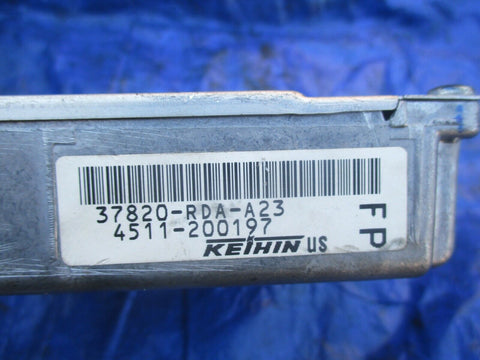 37820-RDA-A23
4511-200197
KEIHIN US
FP